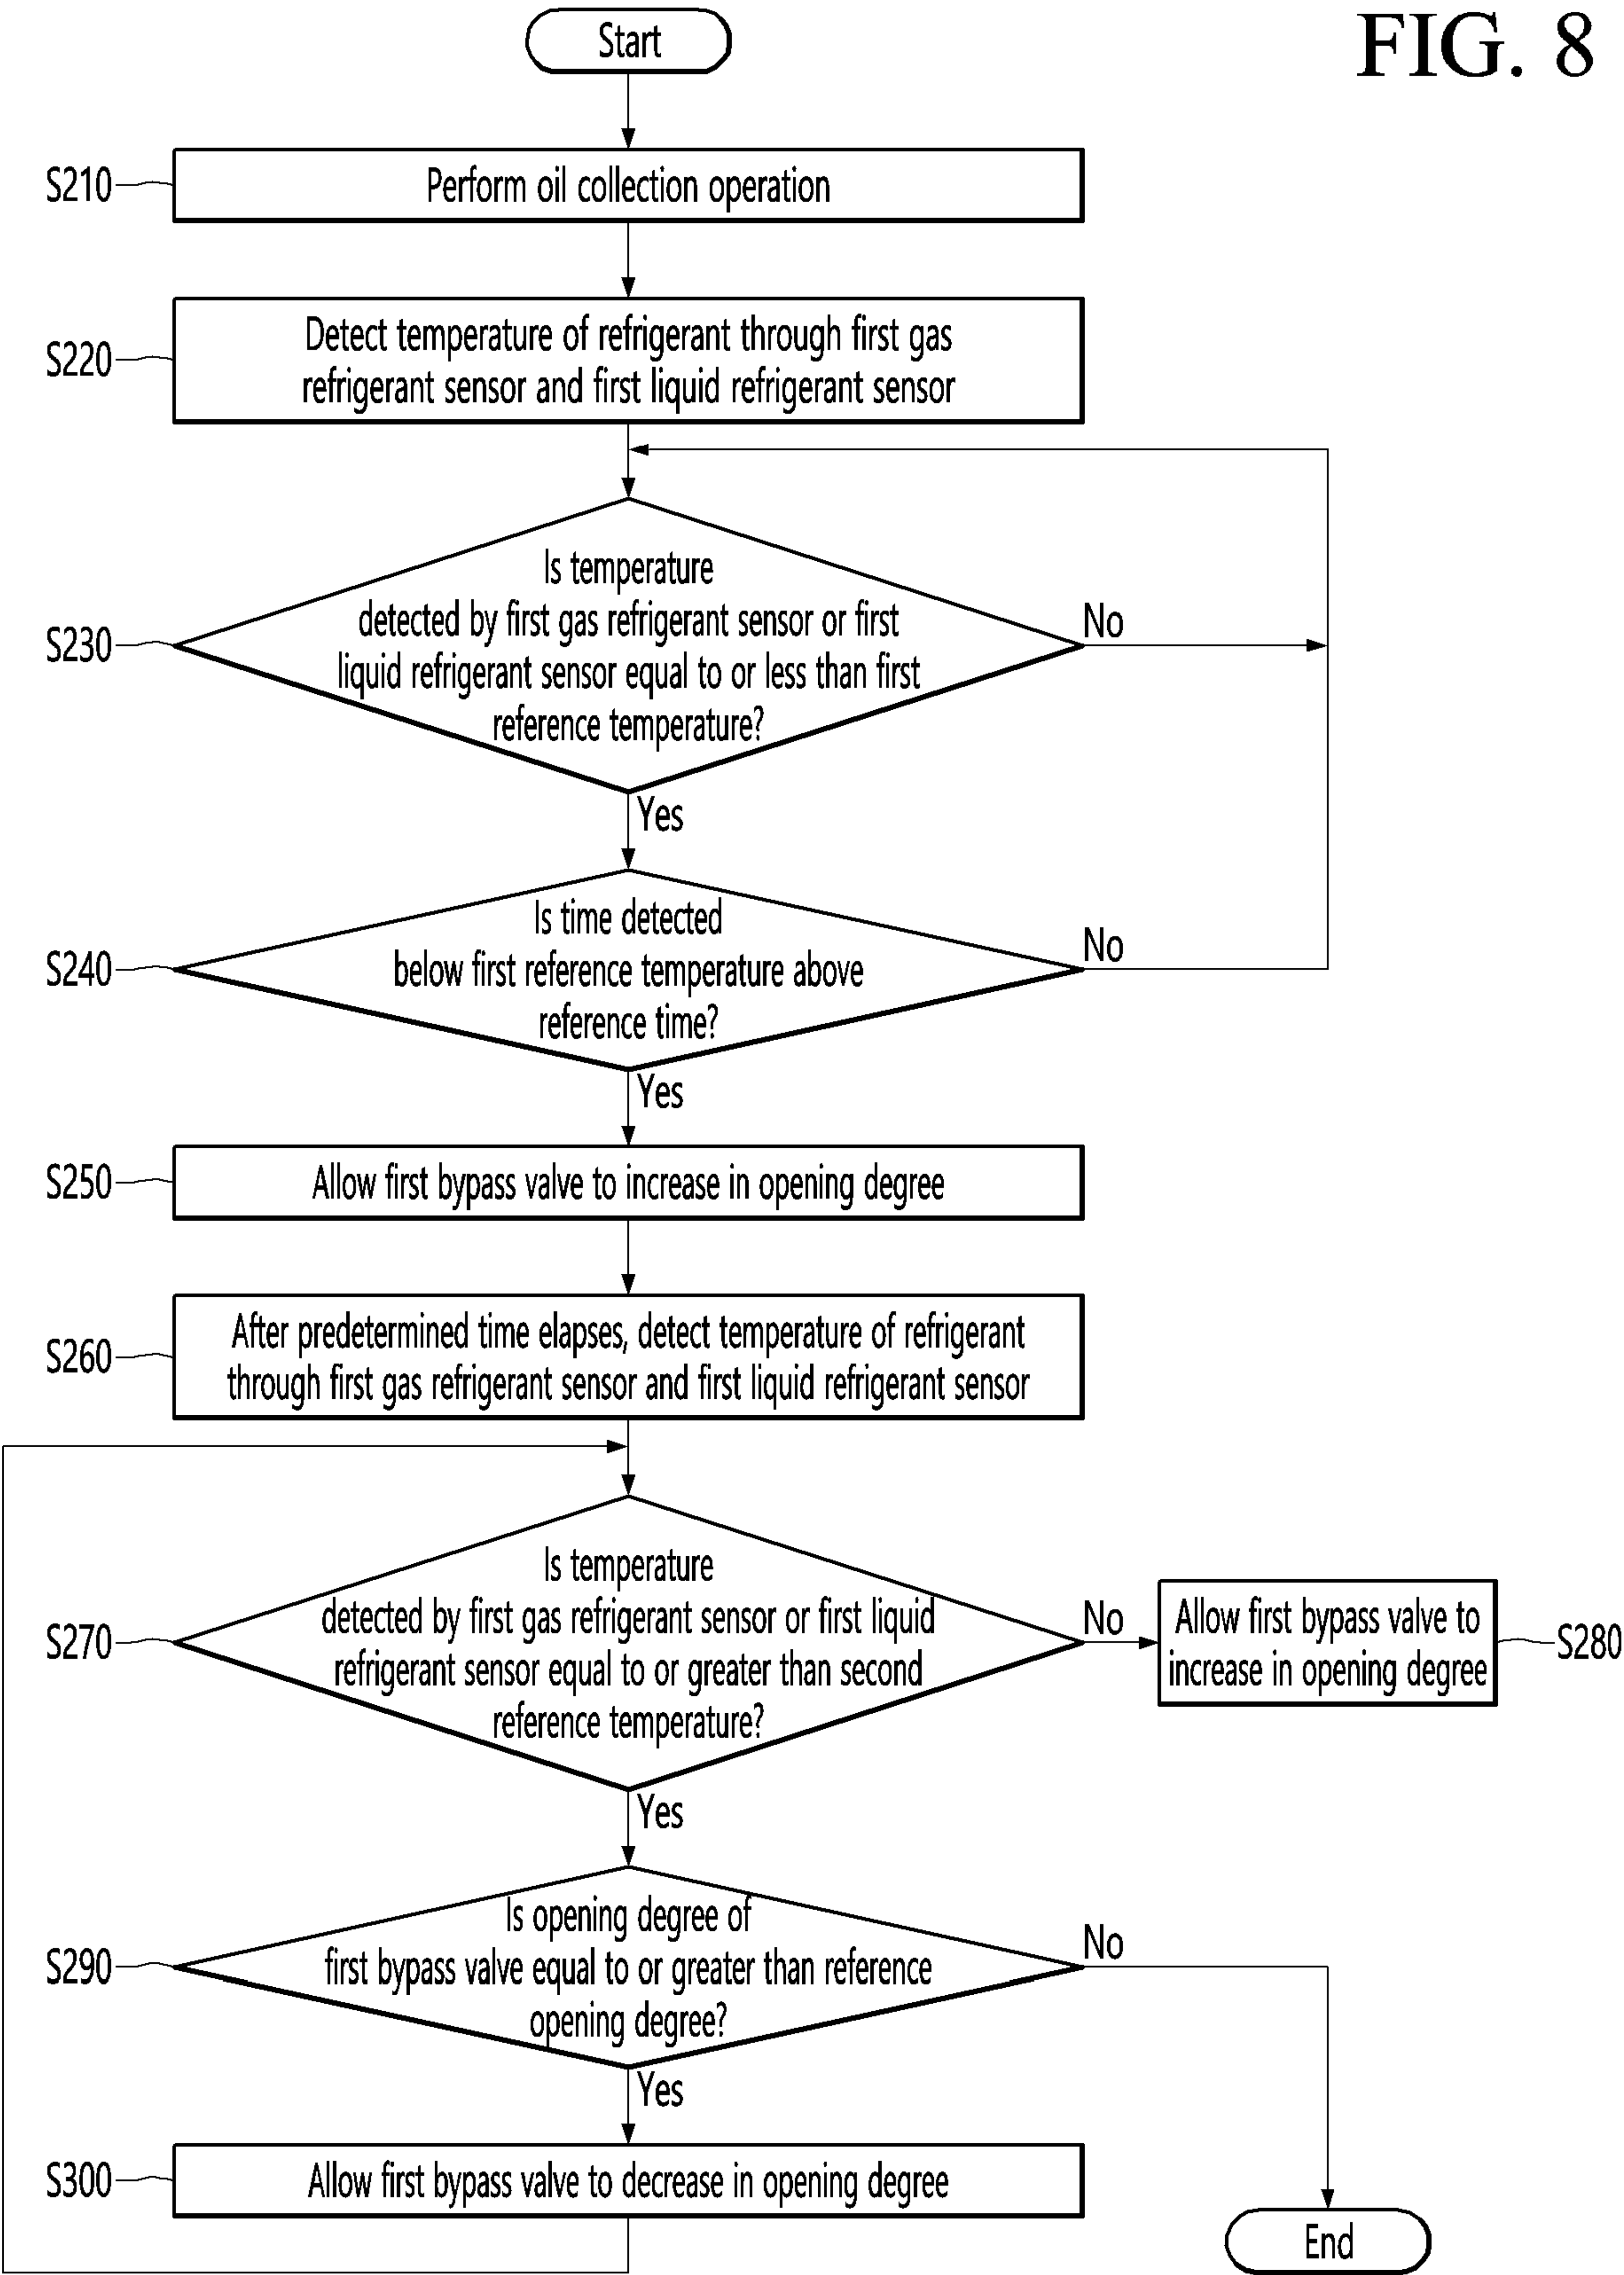 FIG. 8
Start
S210
Perform oil collection operation
S220
Detect temperature of refrigerant through first gas
refrigerant sensor and first liquid refrigerant sensor
S230
Is temperature
detected by first gas refrigerant sensor or first
liquid refrigerant sensor equal to or less than first
reference temperature?
No
Yes
S240
Is time detected
below first reference temperature above
reference time?
No
Yes
S250
Allow first bypass valve to increase in opening degree
S260
After predetermined time elapses, detect temperature of refrigerant
through first gas refrigerant sensor and first liquid refrigerant sensor
S270
Is temperature
detected by first gas refrigerant sensor or first liquid
refrigerant sensor equal to or greater than second
reference temperature?
No
Allow first bypass valve to
increase in opening degree
S280
Yes
S290
Is opening degree of
first bypass valve equal to or greater than reference
opening degree?
No
Yes
S300
Allow first bypass valve to decrease in opening degree
End